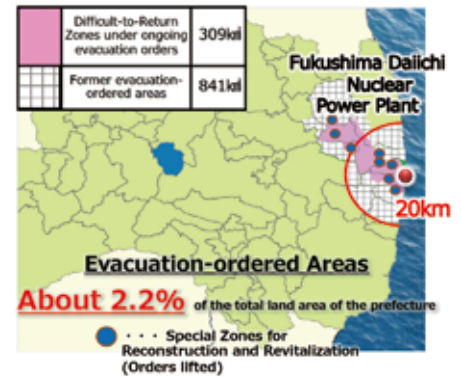 Difficult-to-Return
Zones under ongoing
evacuation orders
309k㎡
Former evacuation-
ordered areas
841k㎡
Fukushima Daiichi
Nuclear
Power Plant
20km
Evacuation-ordered Areas
About 2.2% of the total land area of the prefecture
・・・Special Zones for
Reconstruction and Revitalization
(Orders lifted)